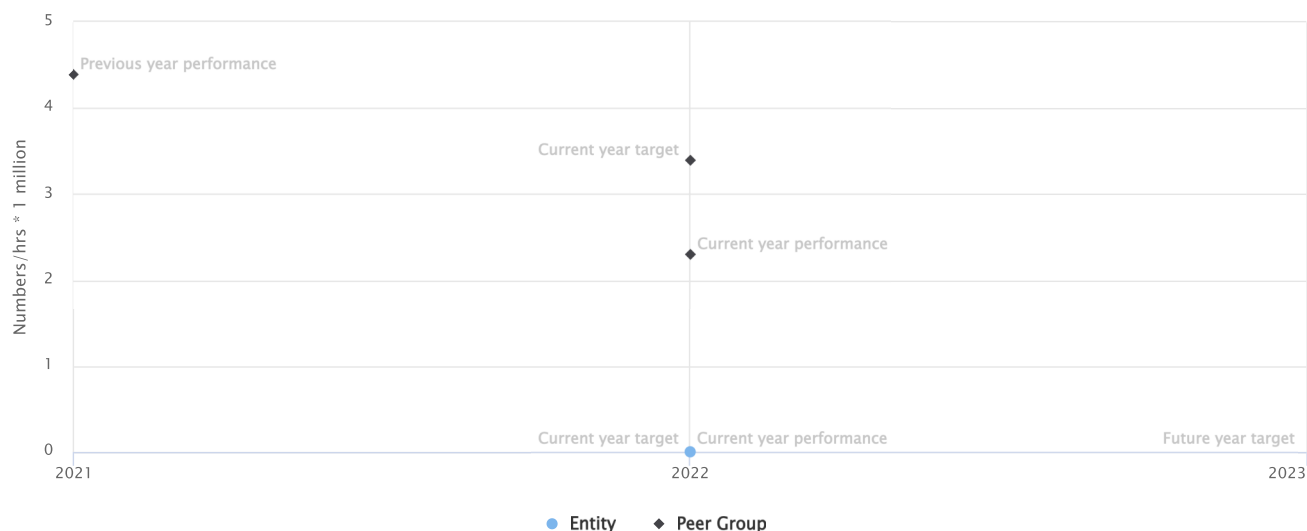 5
Previous year performance
4
Current year target
3
Current year performance
2
1
Numbers/hrs * 1 million
Current year target Current year performance Future year target
0
2021 2022 2023
Entity Peer Group